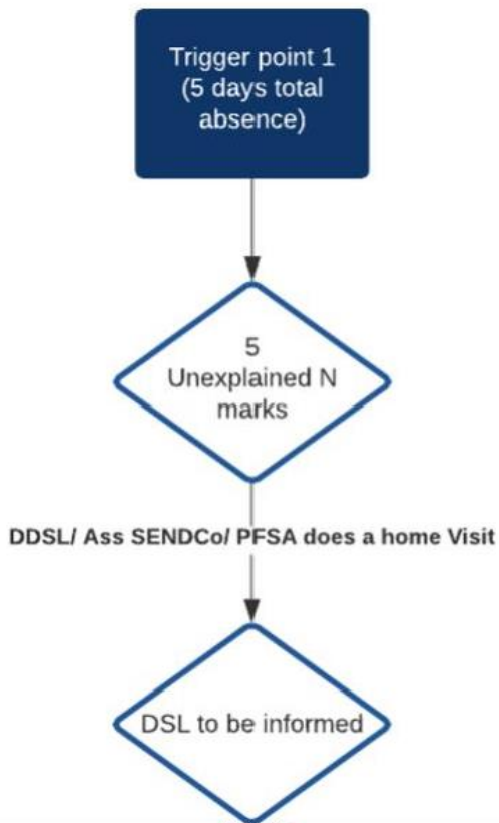 Trigger point 1
(5 days total
absence)
5
Unexplained N
marks
DDSL/ Ass SENDCo/ PFSA does a home Visit
DSL to be informed